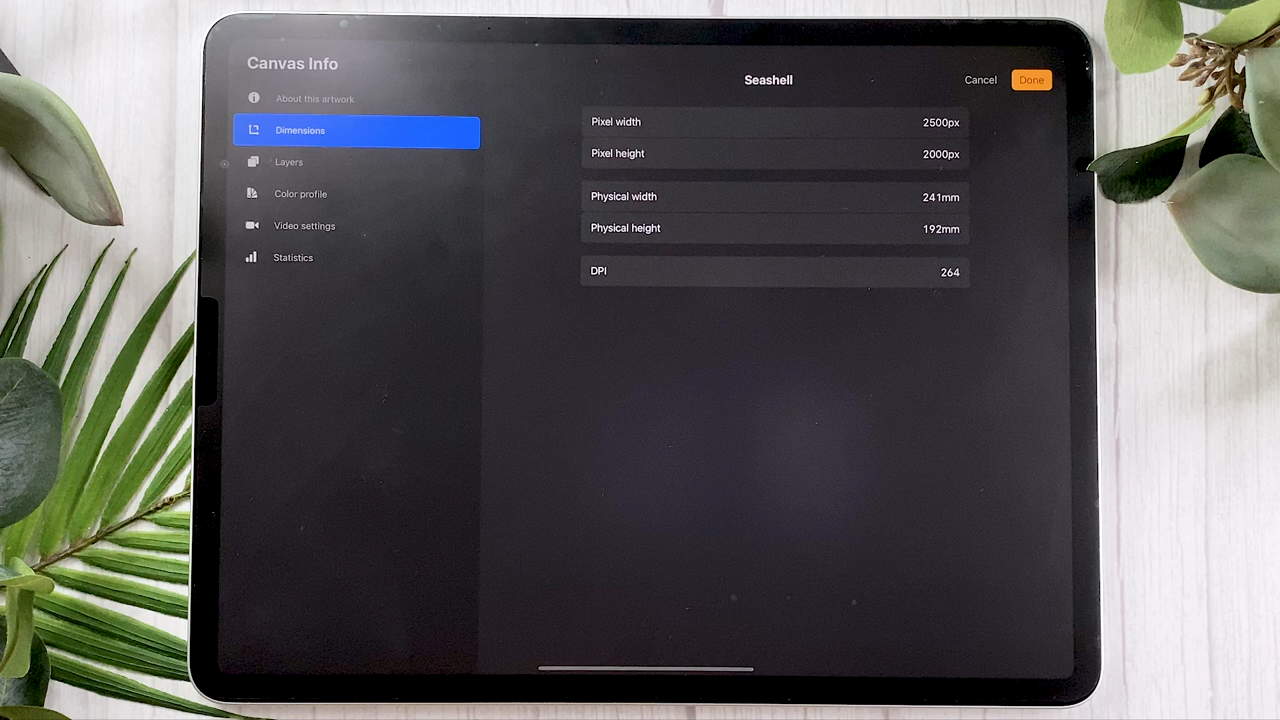 Canvas Info
About this artwork
Dimensions
Layers
Color profile
Video settings
Statistics
Seashell
Cancel
Done
Pixel width 2500px
Pixel height 2000px
Physical width 241mm
Physical height 192mm
DPI 264